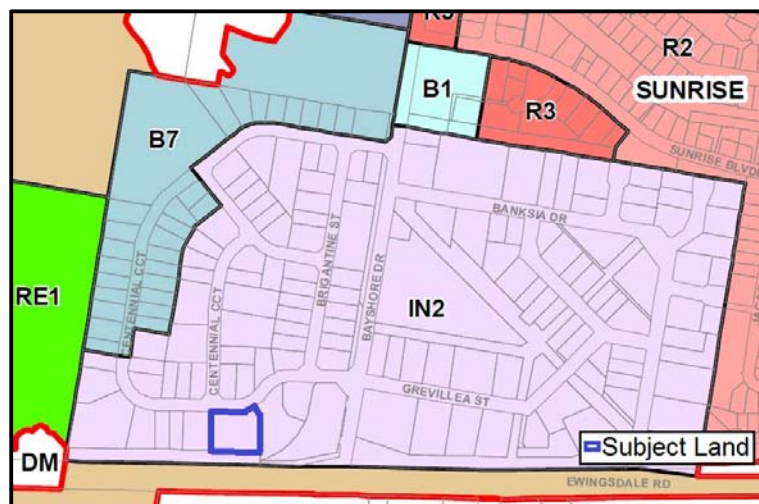 R2
SUNRISE
B1
R3
SUNRISE BLVD
B7
BANKSIA DR
BRIGANTINE ST
BAYSHORE DR
RE1
CENTENNIAL CCT
CENTENNIAL CCT
IN2
GREVILLEA ST
Subject Land
DM
EWINGSDALE RD